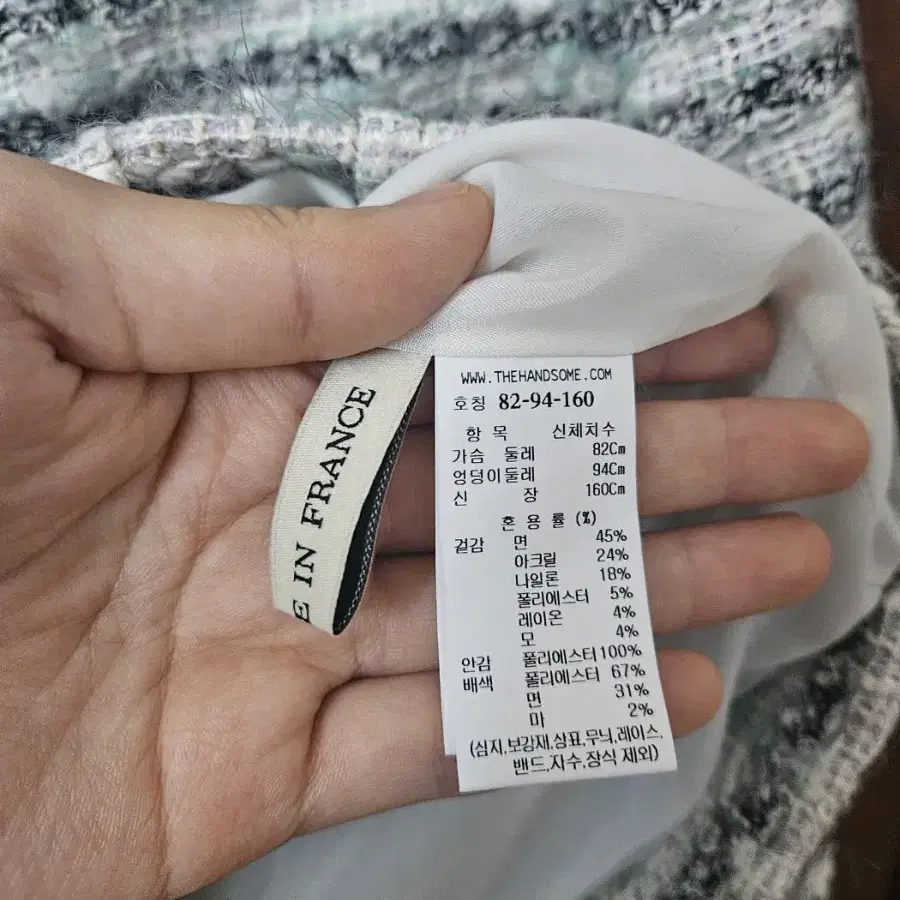 E IN FRANCE
WWW.THEHANDSOME.COM
호칭 82-94-160
항 목 신체치수
가슴 둘레 82Cm
엉덩이둘레 94Cm
신 장 160Cm
혼 용 률 (%)
겉감 면 45%
아크릴 24%
나일론 18%
폴리에스터 5%
레이온 4%
모 4%
안감 폴리에스터 100%
배색 폴리에스터 67%
면 31%
마 2%
(심지,보강재,상표,무늬,레이스,
밴드,자수,장식 제외)